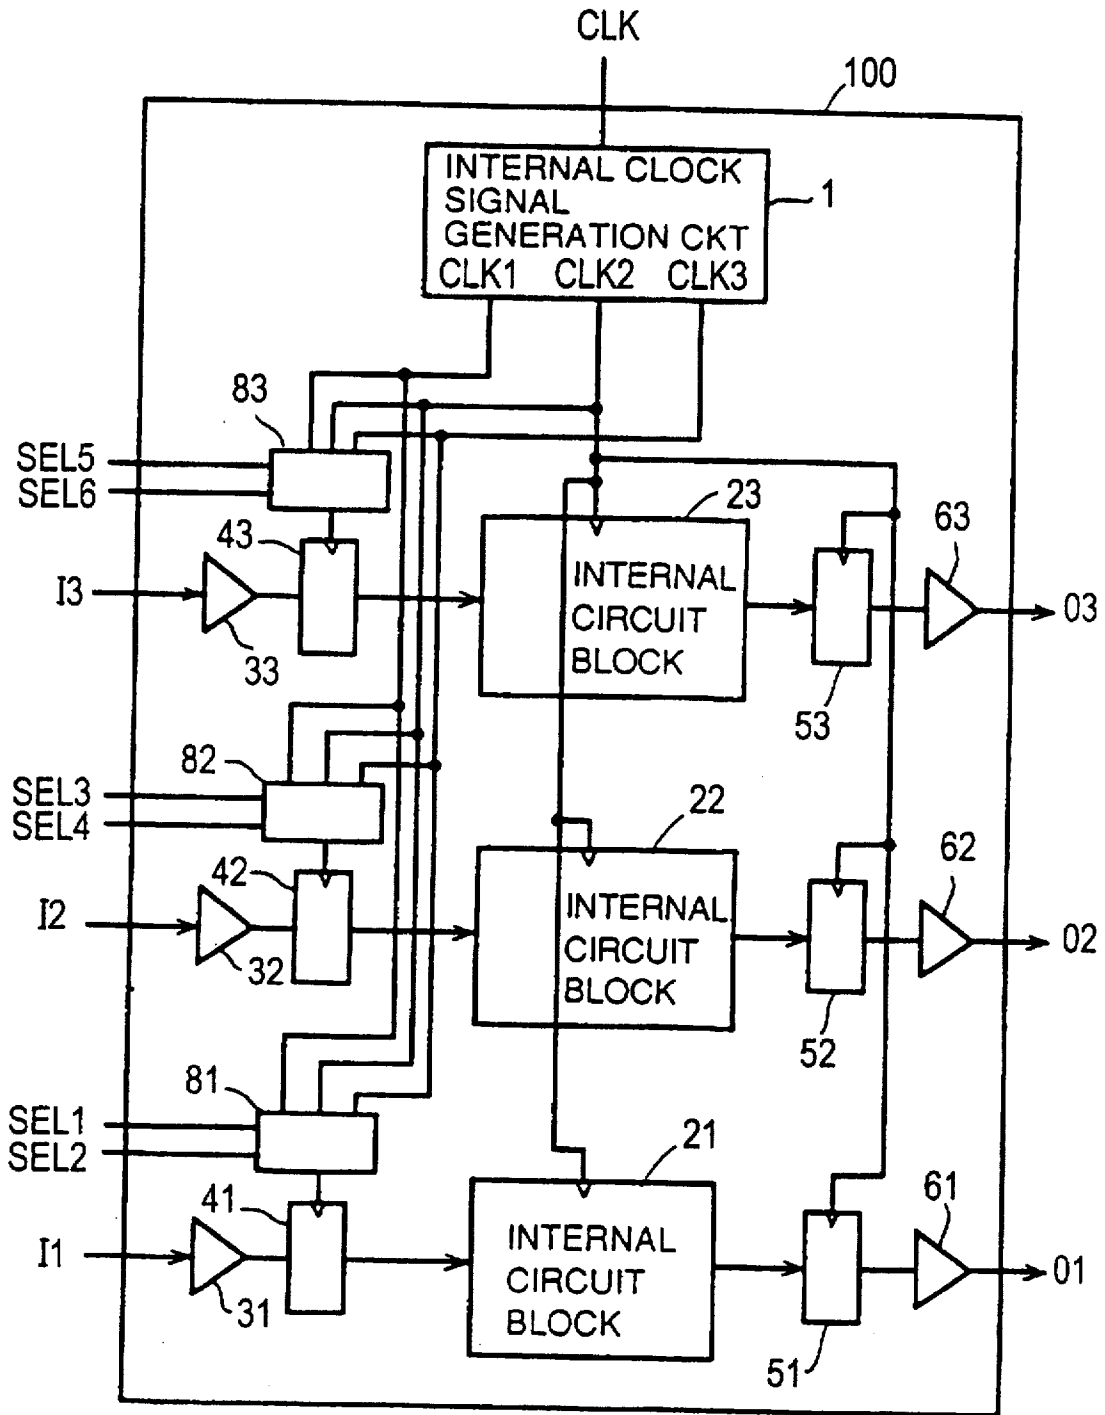 CLK
100
INTERNAL CLOCK
SIGNAL
GENERATION CKT
CLK1 CLK2 CLK3
1
83
SEL5
SEL6
43
23
63
I3
INTERNAL
CIRCUIT
BLOCK
03
33
53
82
SEL3
SEL4
22
42
62
I2
INTERNAL
CIRCUIT
BLOCK
02
32
52
81
SEL1
SEL2
21
41
61
I1
INTERNAL
CIRCUIT
BLOCK
01
31
51